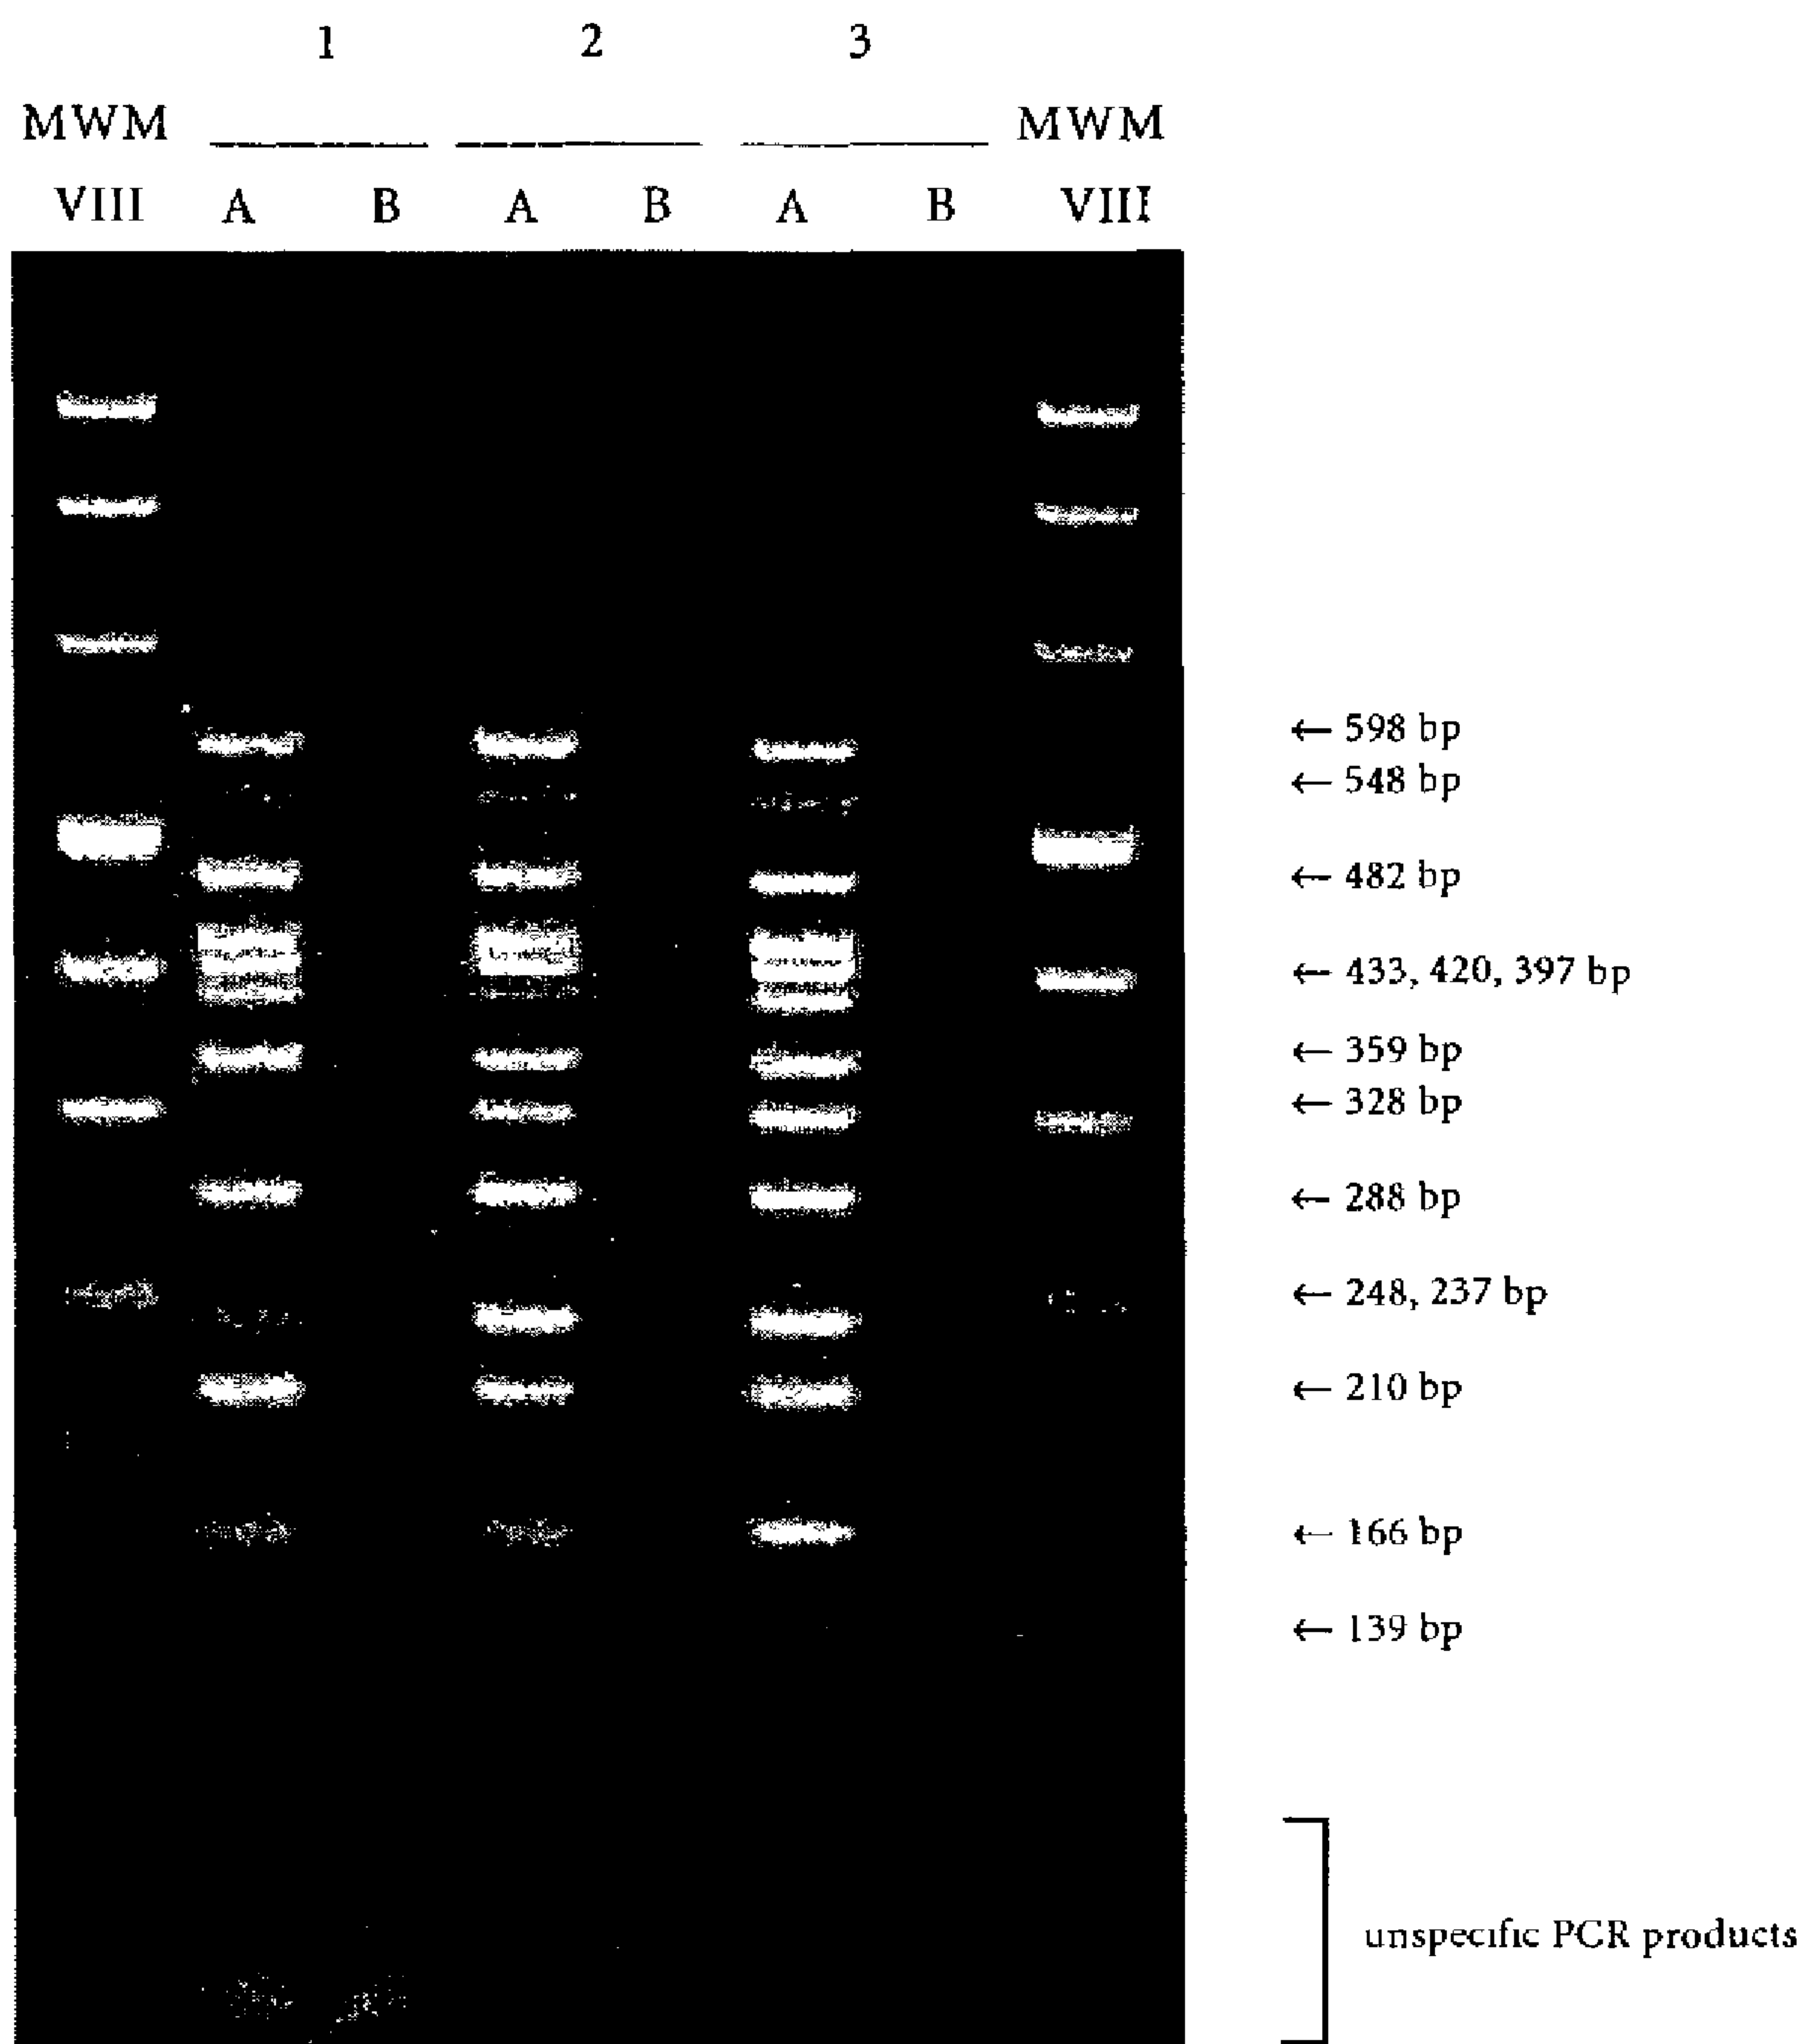 1 2 3
MWM MWM
VIII A B A B A B VIII
← 598 bp
← 548 bp
← 482 bp
← 433, 420, 397 bp
← 359 bp
← 328 bp
← 288 bp
← 248, 237 bp
← 210 bp
← 166 bp
← 139 bp
unspecific PCR products